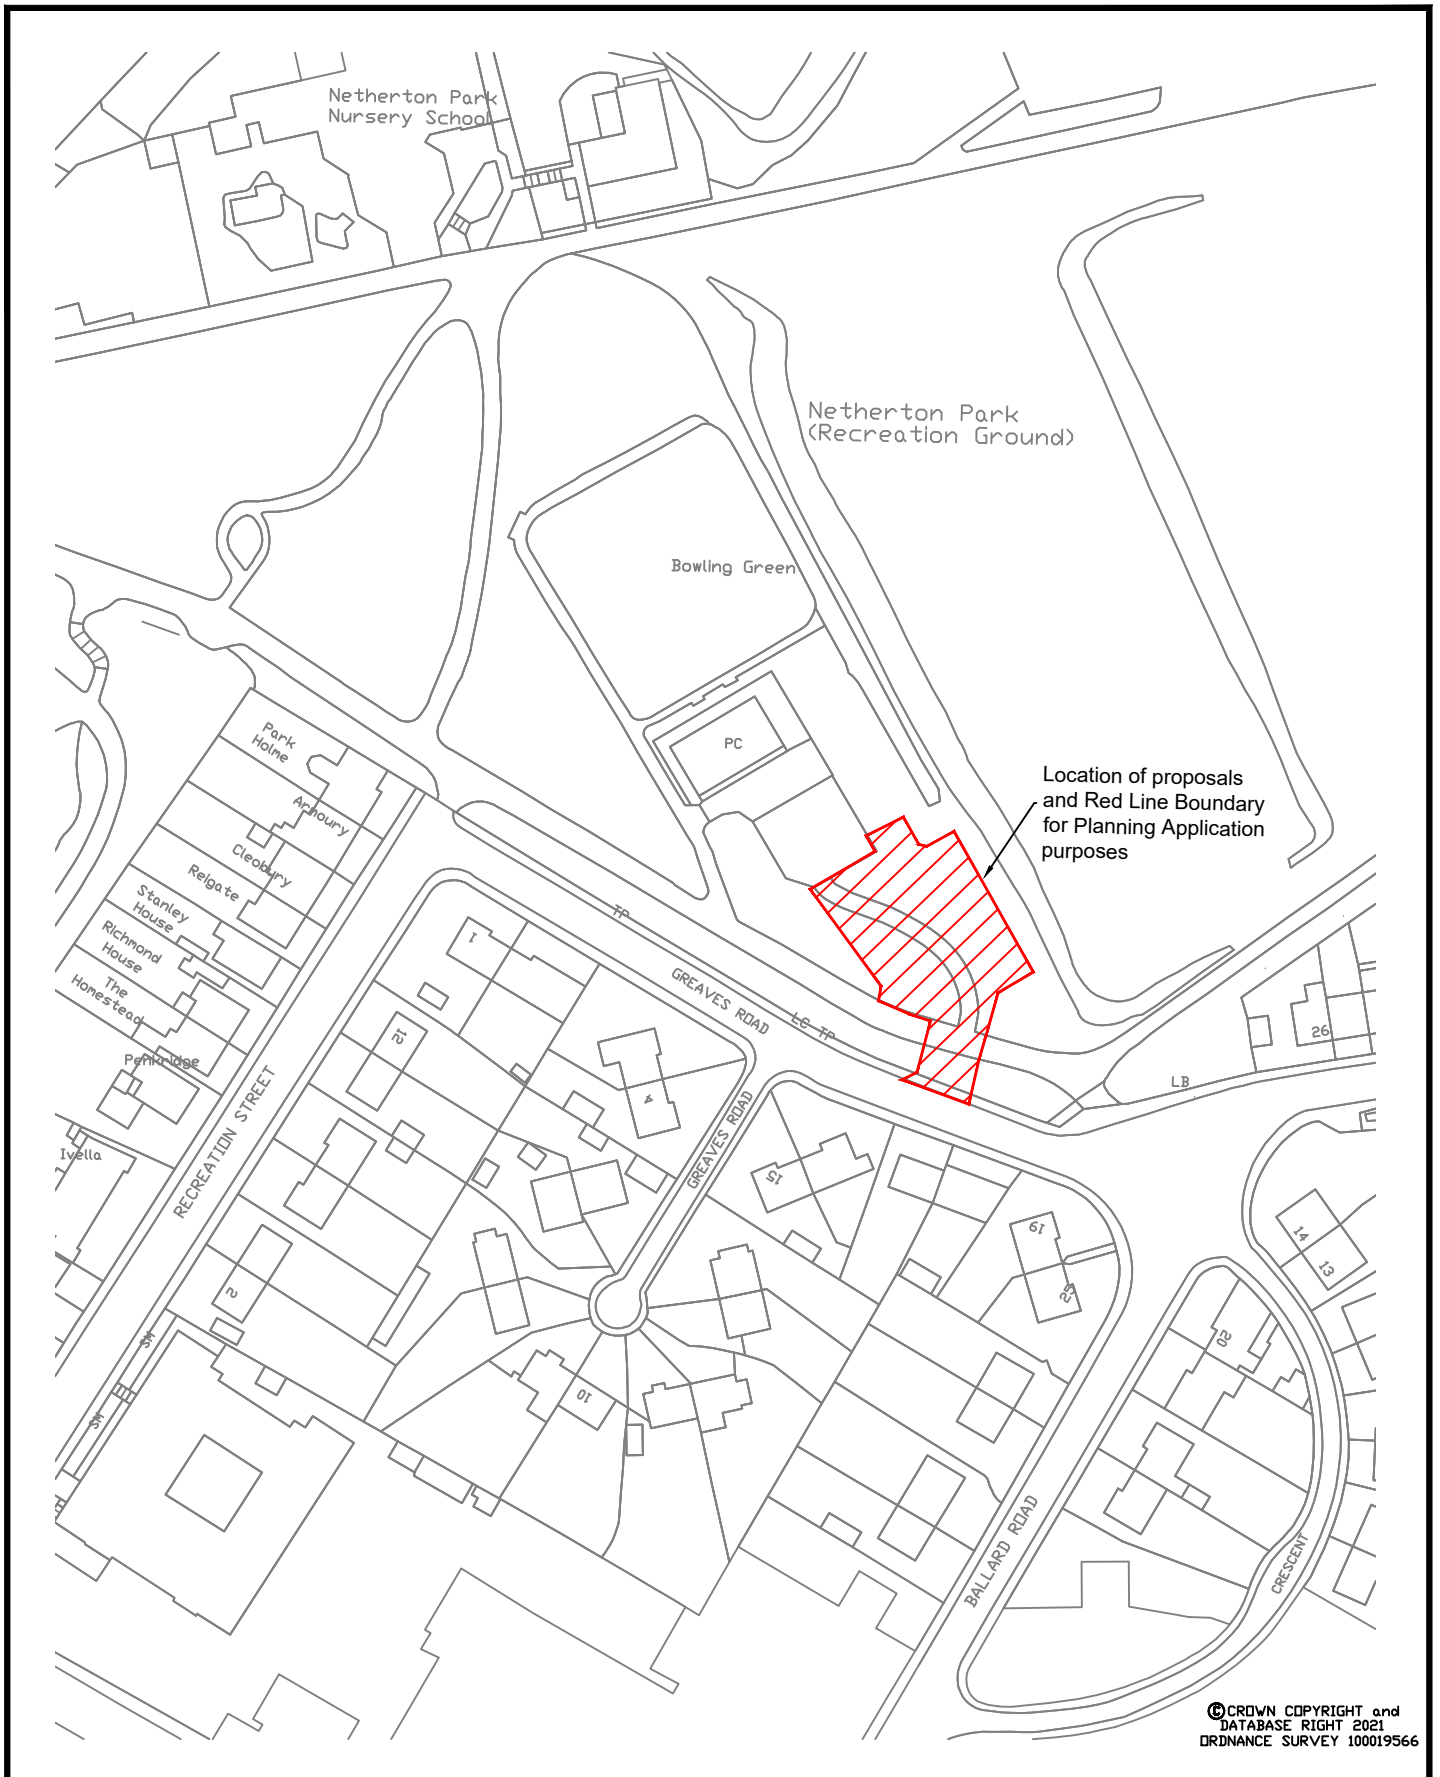 Netherton Park
Nursery School
Netherton Park
(Recreation Ground)
Bowling Green
PC
Park
Holme
Armoury
Cleobury
Reigate
Stanley
House
Richmond
House
The
Homestead
Penkridge
Ivella
Location of proposals
and Red Line Boundary
for Planning Application
purposes
TP
GREAVES ROAD
LC TP
1
12
4
GREAVES ROAD
RECREATION STREET
26
LB
15
19
25
14
13
2
20
10
SM
SM
BALLARD ROAD
CRESCENT
©CROWN COPYRIGHT and
DATABASE RIGHT 2021
ORDNANCE SURVEY 100019566